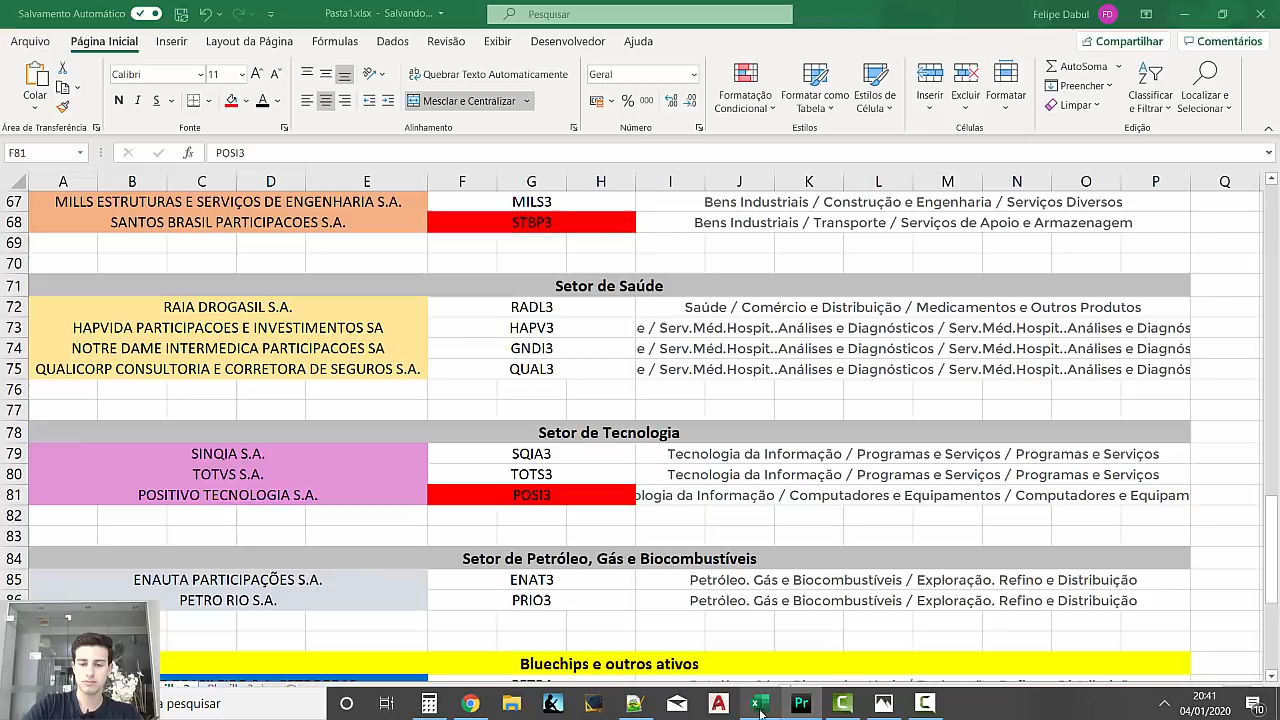 Salvamento Automático
Pasta1.xlsx - Salvando...
Pesquisar
Felipe Dabul
FD
Arquivo
Página Inicial
Inserir
Layout da Página
Fórmulas
Dados
Revisão
Exibir
Desenvolvedor
Ajuda
Compartilhar
Comentários
Colar
Calibri
11
N I S
Quebrar Texto Automaticamente
Mesclar e Centralizar
Geral
% 000
Formatação Condicional
Formatar como Tabela
Estilos de Célula
Inserir
Excluir
Formatar
AutoSoma
Preencher
Limpar
Classificar e Filtrar
Localizar e Selecionar
Área de Transferência
Fonte
Alinhamento
Número
Estilos
Células
Edição
F81
fx
POSI3
A B C D E F G H I J K L M N O P Q
67 MILLS ESTRUTURAS E SERVIÇOS DE ENGENHARIA S.A. MILS3 Bens Industriais / Construção e Engenharia / Serviços Diversos
68 SANTOS BRASIL PARTICIPACOES S.A. STBP3 Bens Industriais / Transporte / Serviços de Apoio e Armazenagem
69
70
71 Setor de Saúde
72 RAIA DROGASIL S.A. RADL3 Saúde / Comércio e Distribuição / Medicamentos e Outros Produtos
73 HAPVIDA PARTICIPACOES E INVESTIMENTOS SA HAPV3 e / Serv.Méd.Hospit..Análises e Diagnósticos / Serv.Méd.Hospit..Análises e Diagnós
74 NOTRE DAME INTERMEDICA PARTICIPACOES SA GNDI3 e / Serv.Méd.Hospit..Análises e Diagnósticos / Serv.Méd.Hospit..Análises e Diagnós
75 QUALICORP CONSULTORIA E CORRETORA DE SEGUROS S.A. QUAL3 e / Serv.Méd.Hospit..Análises e Diagnósticos / Serv.Méd.Hospit..Análises e Diagnós
76
77
78 Setor de Tecnologia
79 SINQIA S.A. SQIA3 Tecnologia da Informação / Programas e Serviços / Programas e Serviços
80 TOTVS S.A. TOTS3 Tecnologia da Informação / Programas e Serviços / Programas e Serviços
81 POSITIVO TECNOLOGIA S.A. POSI3 ologia da Informação / Computadores e Equipamentos / Computadores e Equipam
82
83
84 Setor de Petróleo, Gás e Biocombustíveis
85 ENAUTA PARTICIPAÇÕES S.A. ENAT3 Petróleo. Gás e Biocombustíveis / Exploração. Refino e Distribuição
PETRO RIO S.A. PRIO3 Petróleo. Gás e Biocombustíveis / Exploração. Refino e Distribuição
Bluechips e outros ativos
pesquisar
Pr
20:41
04/01/2020
10